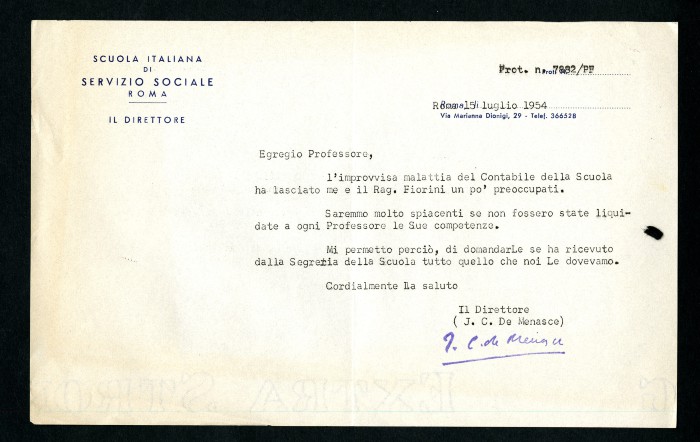 SCUOLA ITALIANA
DI
SERVIZIO SOCIALE
ROMA
IL DIRETTORE
Prot. n. 7982/PF
Roma 15 luglio 1954
Via Marianna Dionigi, 29 - Telef. 366528
Egregio Professore,
l'improvvisa malattia del Contabile della Scuola
ha lasciato me e il Rag. Fiorini un po' preoccupati.
Saremmo molto spiacenti se non fossero state liqui-
date a ogni Professore le Sue competenze.
Mi permetto perciò, di domandarLe se ha ricevuto
dalla Segreria della Scuola tutto quello che noi Le dovevamo.
Cordialmente La saluto
Il Direttore
( J. C. De Menasce)
J. C. de Menasce
EXTRA STRO